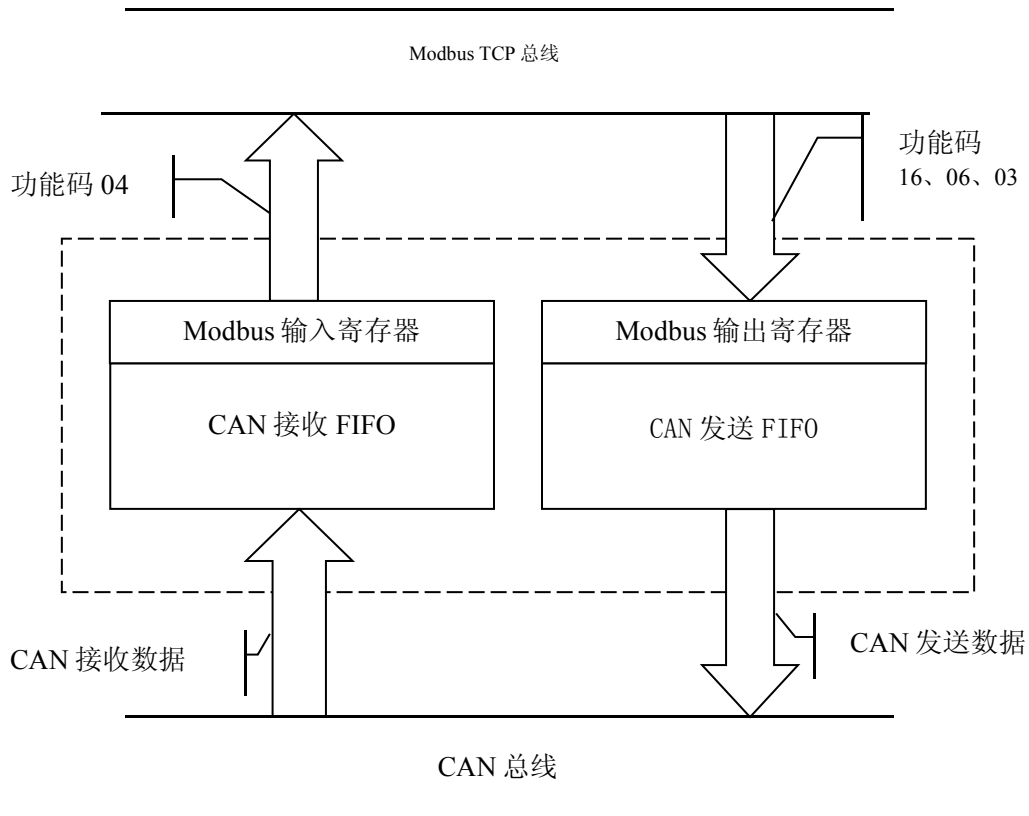 Modbus TCP 总线
功能码 04
功能码
16、06、03
Modbus 输入寄存器
Modbus 输出寄存器
CAN 接收 FIFO
CAN 发送 FIFO
CAN 接收数据
CAN 发送数据
CAN 总线